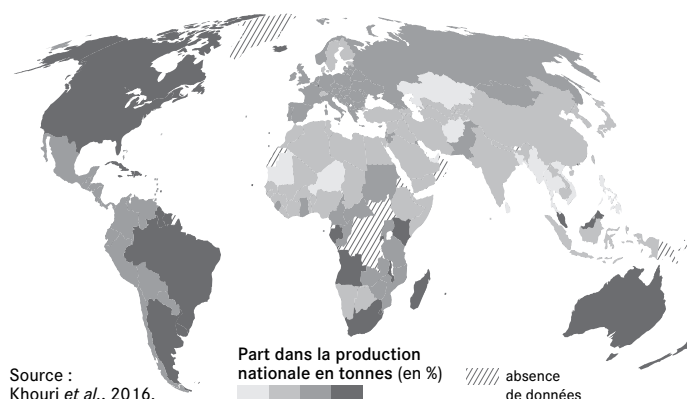 Source :
Khouri et al., 2016.
Part dans la production
nationale en tonnes (en %)
absence
de données